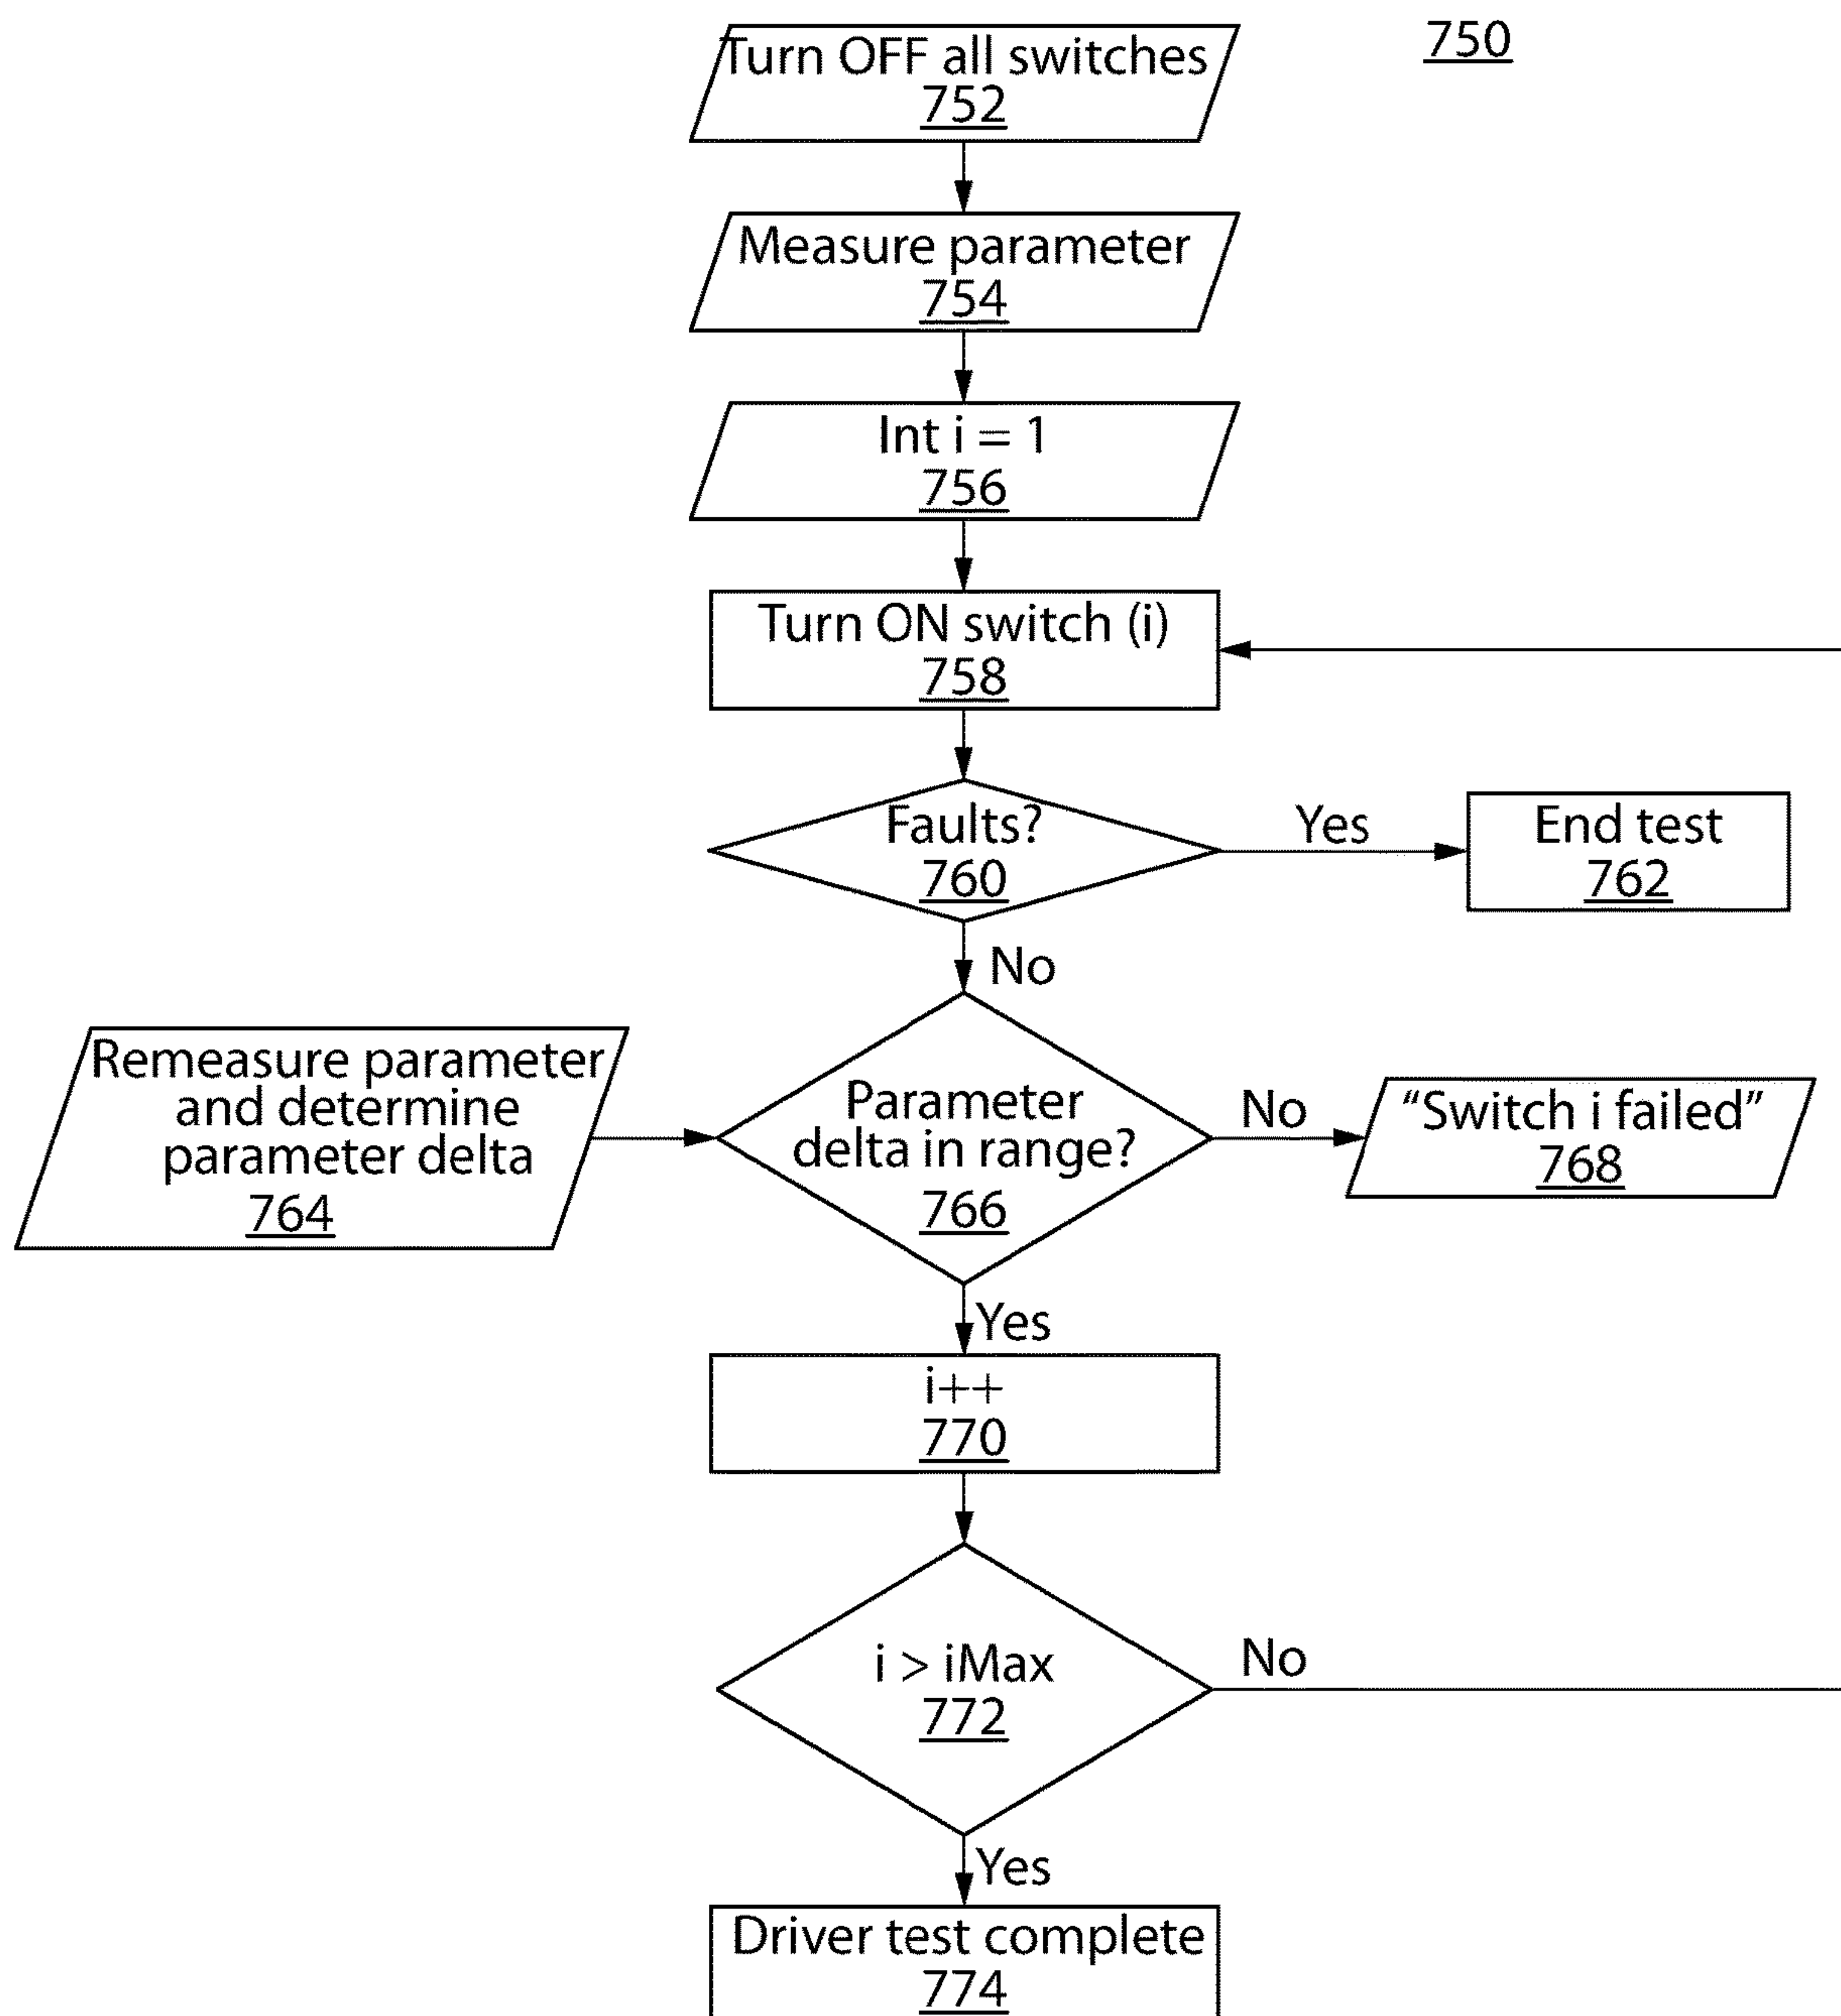 750
Turn OFF all switches
752
Measure parameter
754
Int i = 1
756
Turn ON switch (i)
758
Faults?
760
Yes
End test
762
No
Remeasure parameter
and determine
parameter delta
764
Parameter
delta in range?
766
No
“Switch i failed”
768
Yes
i++
770
i > iMax
772
No
Yes
Driver test complete
774